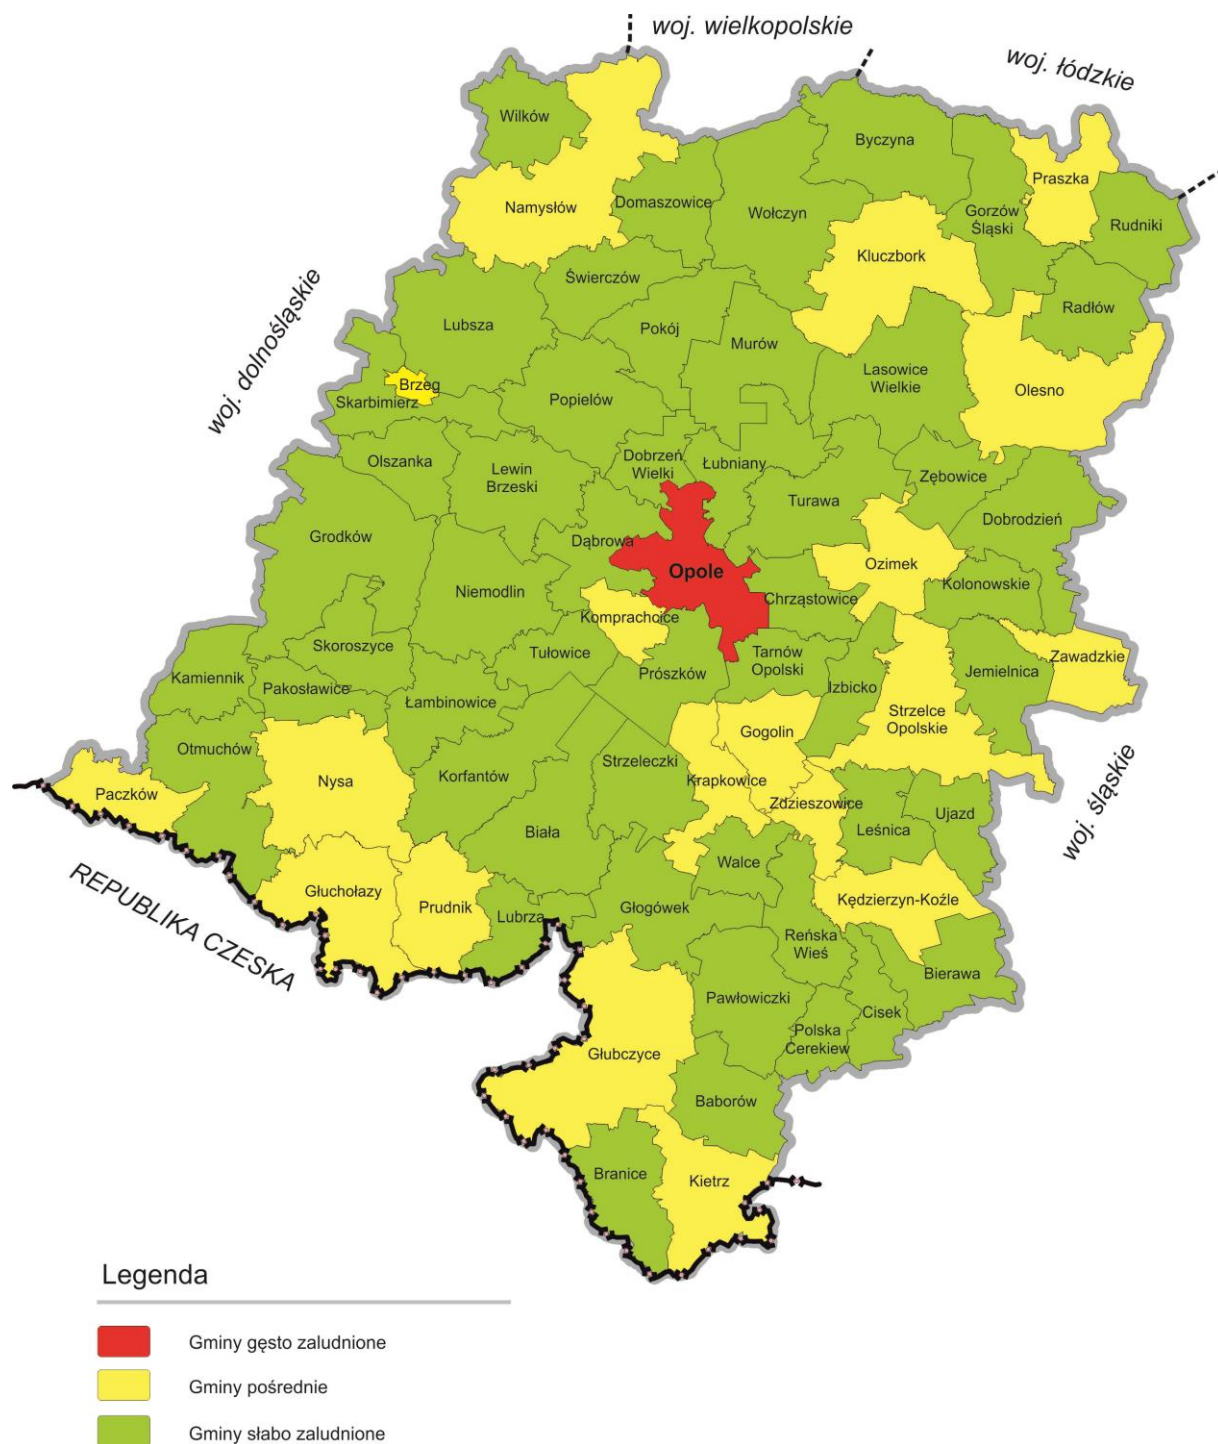 woj. wielkopolskie
woj. łódzkie
Wilków
Byczyna
Praszka
Namysłów
Domaszowice
Wołczyn
Gorzów
Śląski
Rudniki
Kluczbork
Świerczów
Radłów
woj. dolnośląskie
Lubsza
Pokój
Murów
Lasowice
Wielkie
Olesno
Brzeg
Skarbimierz
Popielów
Olszanka
Lewin
Brzeski
Dobrzeń
Wielki
Łubniany
Zębowice
Turawa
Dobrodzień
Grodków
Dąbrowa
Ozimek
Opole
Kolonowskie
Niemodlin
Chrząstowice
Komprachcice
Skoroszyce
Tułowice
Tarnów
Opolski
Zawadzkie
Kamiennik
Pakosławice
Prószków
Izbicko
Jemielnica
Łambinowice
Strzelce
Opolskie
Otmuchów
Gogolin
Strzeleczki
Nysa
Korfantów
Krapkowice
Paczków
Zdzieszowice
Ujazd
woj. śląskie
Biała
Leśnica
Walce
REPUBLIKA CZESKA
Głuchołazy
Prudnik
Lubrza
Głogówek
Kędzierzyn-Koźle
Reńska
Wieś
Bierawa
Pawłowiczki
Cisek
Polska
Cerekiew
Głubczyce
Baborów
Branice
Kietrz
Legenda
Gminy gęsto zaludnione
Gminy pośrednie
Gminy słabo zaludnione